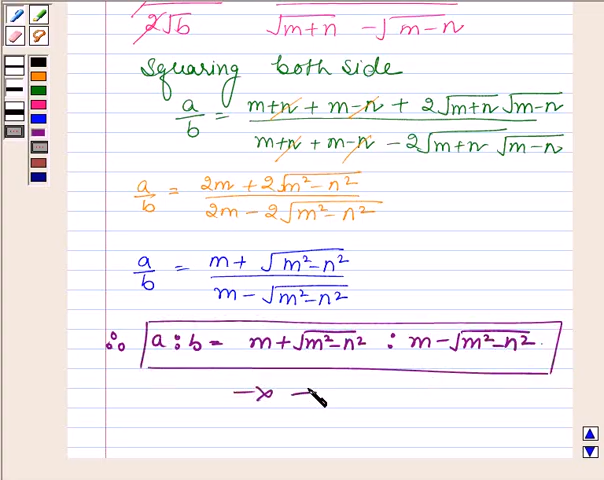 2√b √m+n - √m-n
Squaring both side
a/b = m+n + m-n + 2√m+n √m-n / m+n + m-n - 2√m+n √m-n
a/b = 2m + 2√m²-n² / 2m - 2√m²-n²
a/b = m + √m²-n² / m - √m²-n²
∴ a : b = m + √m²-n² : m - √m²-n².